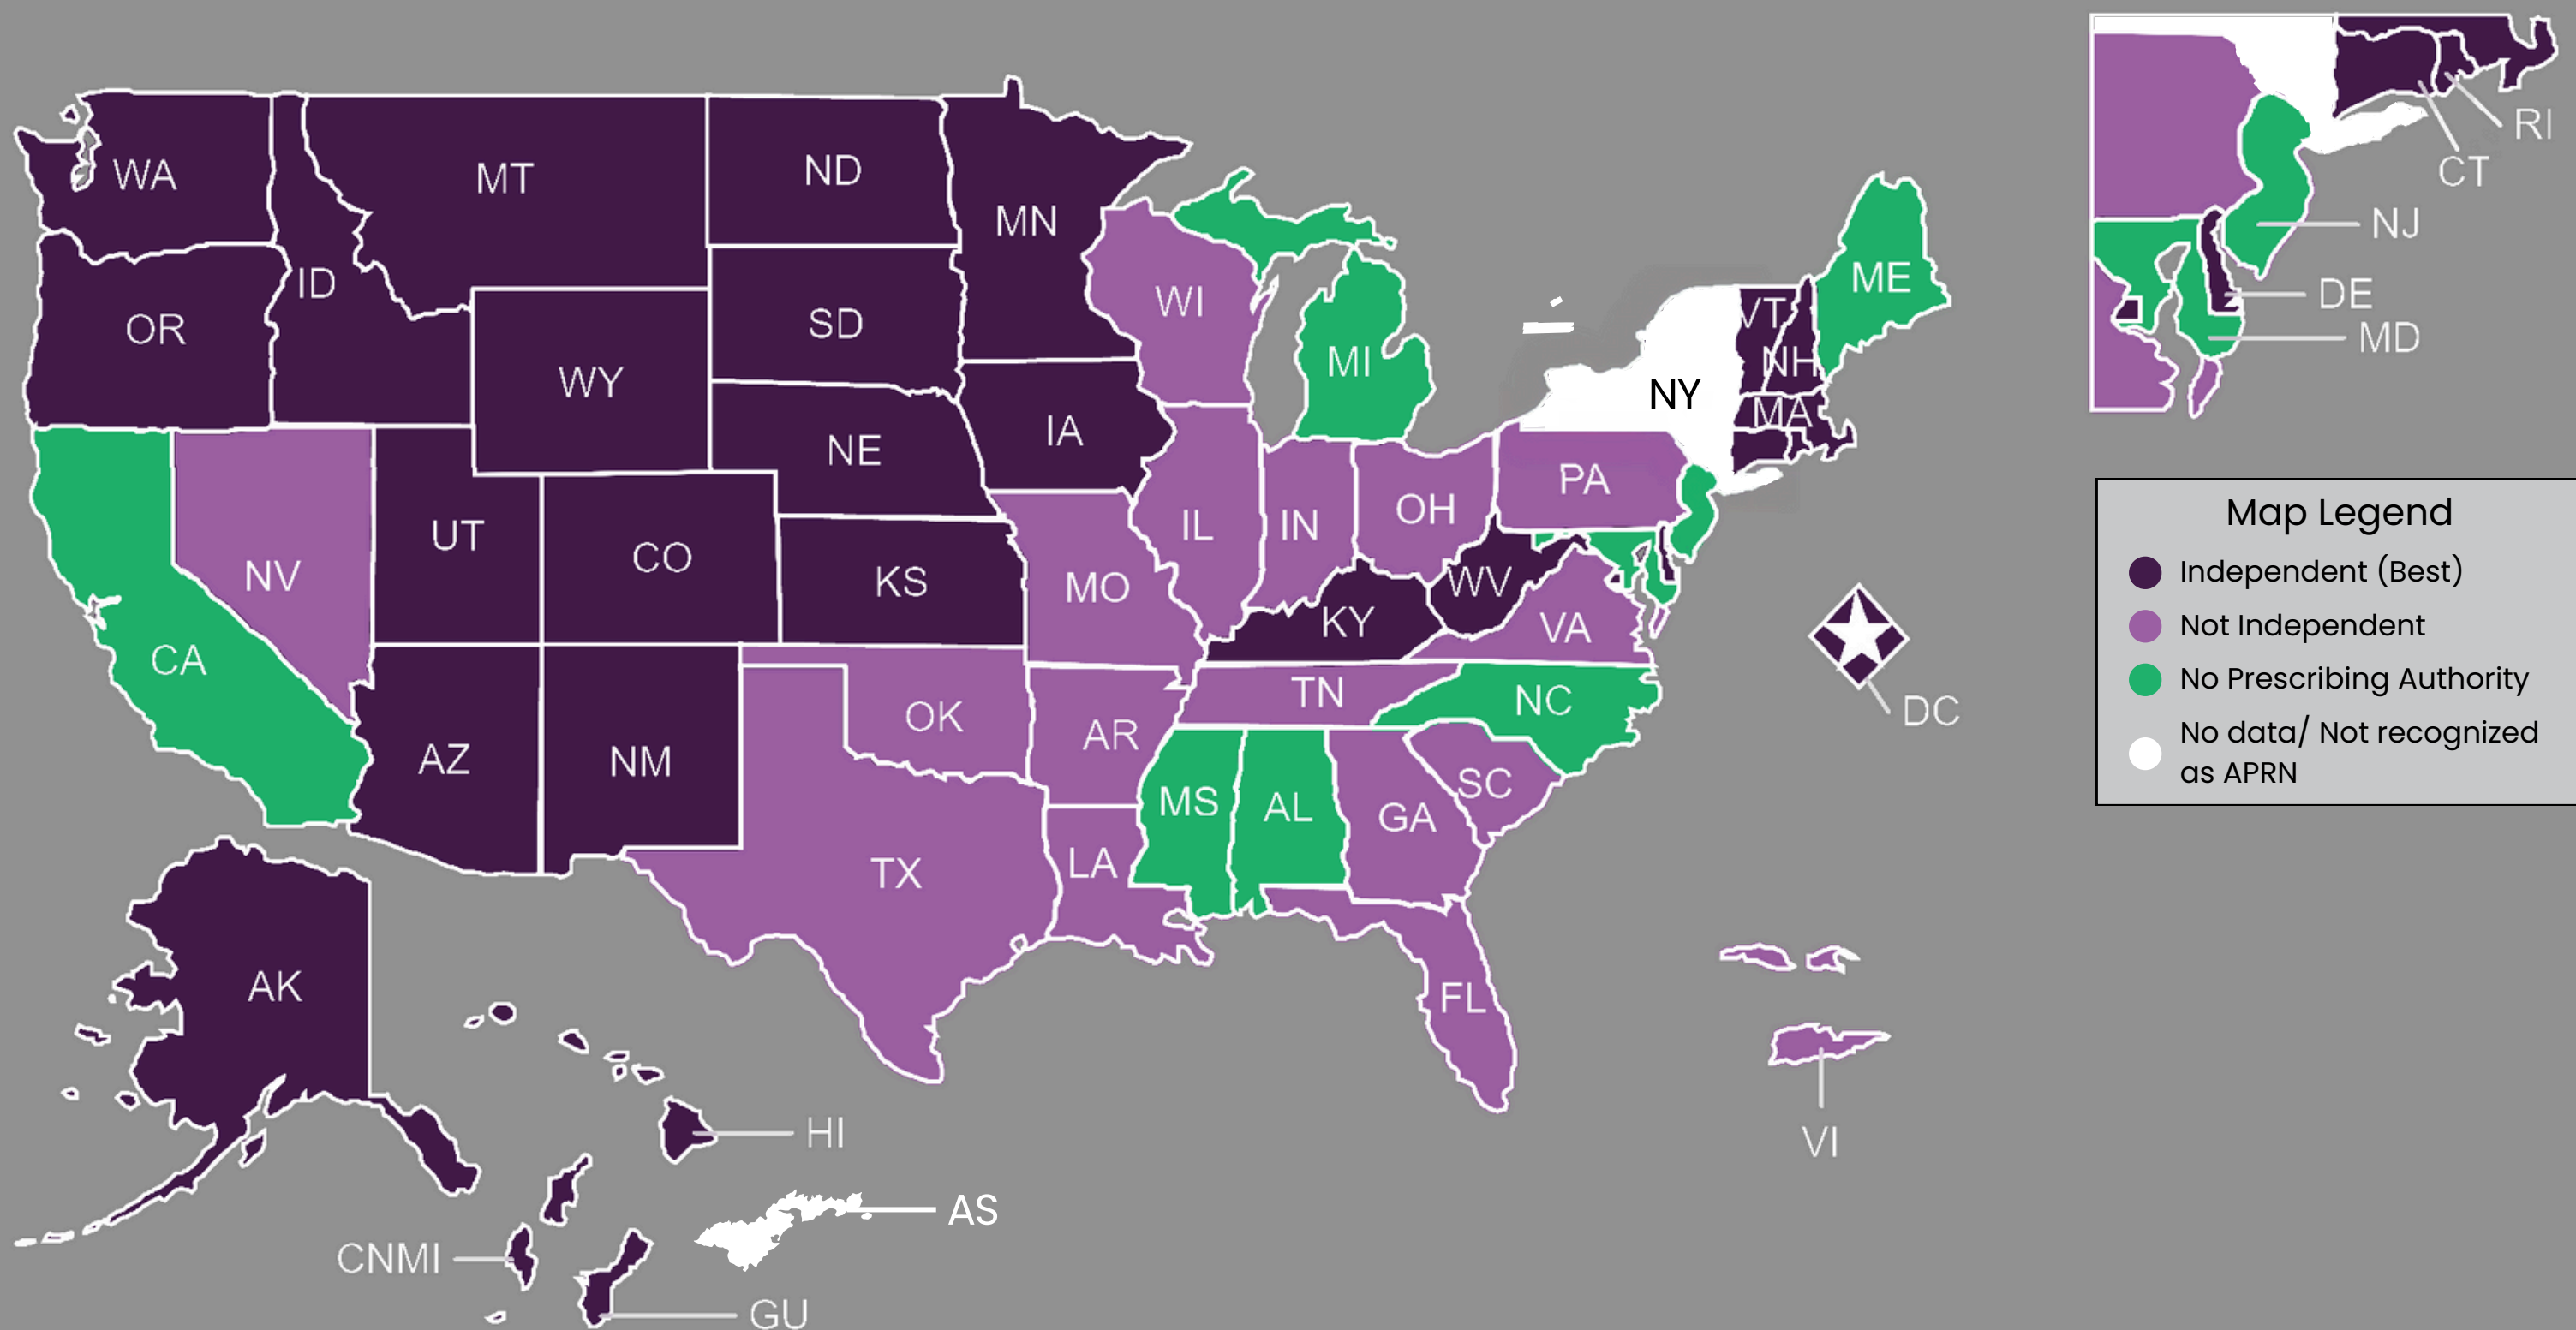 WA
MT
ND
MN
OR
ID
WY
SD
WI
MI
VT
NH
ME
NY
MA
NE
IA
PA
CA
NV
UT
CO
KS
MO
IL
IN
OH
KY
WV
VA
AZ
NM
OK
AR
TN
NC
TX
LA
MS
AL
GA
SC
FL
DC
AK
HI
CNMI
GU
AS
VI
RI
CT
NJ
DE
MD
Map Legend
Independent (Best)
Not Independent
No Prescribing Authority
No data/ Not recognized
as APRN